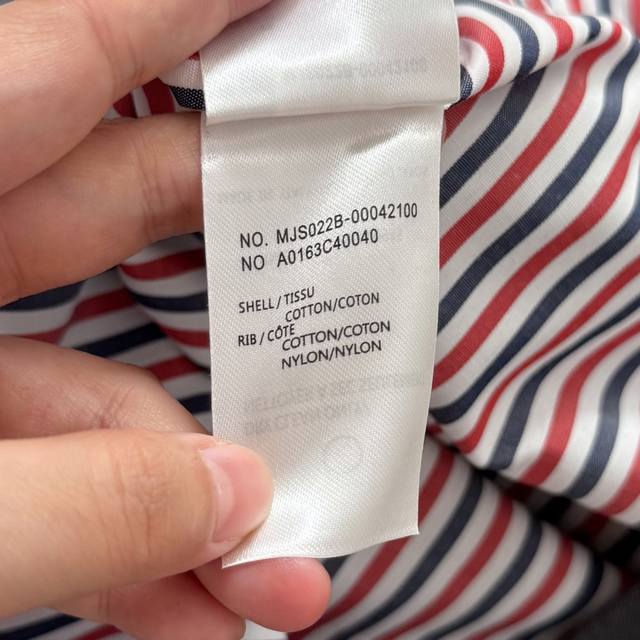 NO. MJS022B-00042100
NO A0163C40040
SHELL/TISSU
COTTON/COTON
RIB/CÔTE
COTTON/COTON
NYLON/NYLON